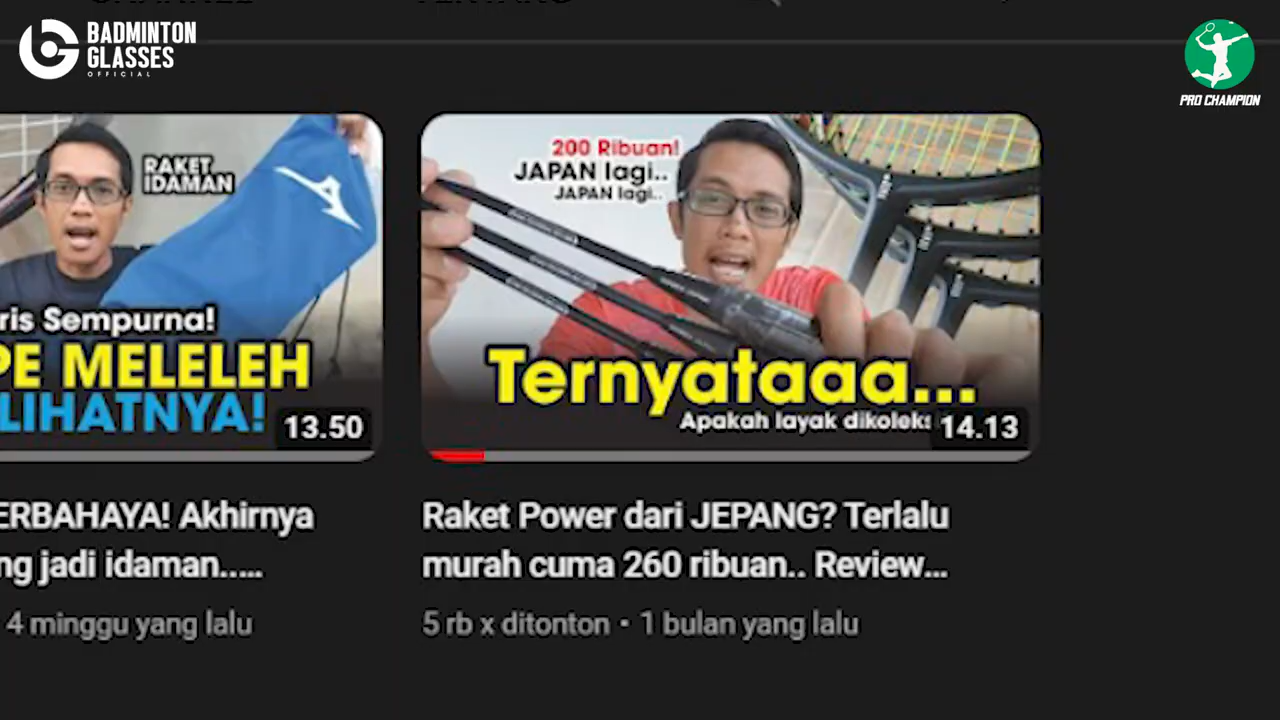 BADMINTON
GLASSES
OFFICIAL
PRO CHAMPION
RAKET
IDAMAN
ris Sempurna!
PE MELELEH
LIHATNYA!
13.50
ERBAHAYA! Akhirnya
ng jadi idaman.....
4 minggu yang lalu
200 Ribuan!
JAPAN lagi..
JAPAN lagi..
Ternyataaa...
Apakah layak dikoleks
14.13
Raket Power dari JEPANG? Terlalu
murah cuma 260 ribuan.. Review...
5 rb x ditonton • 1 bulan yang lalu